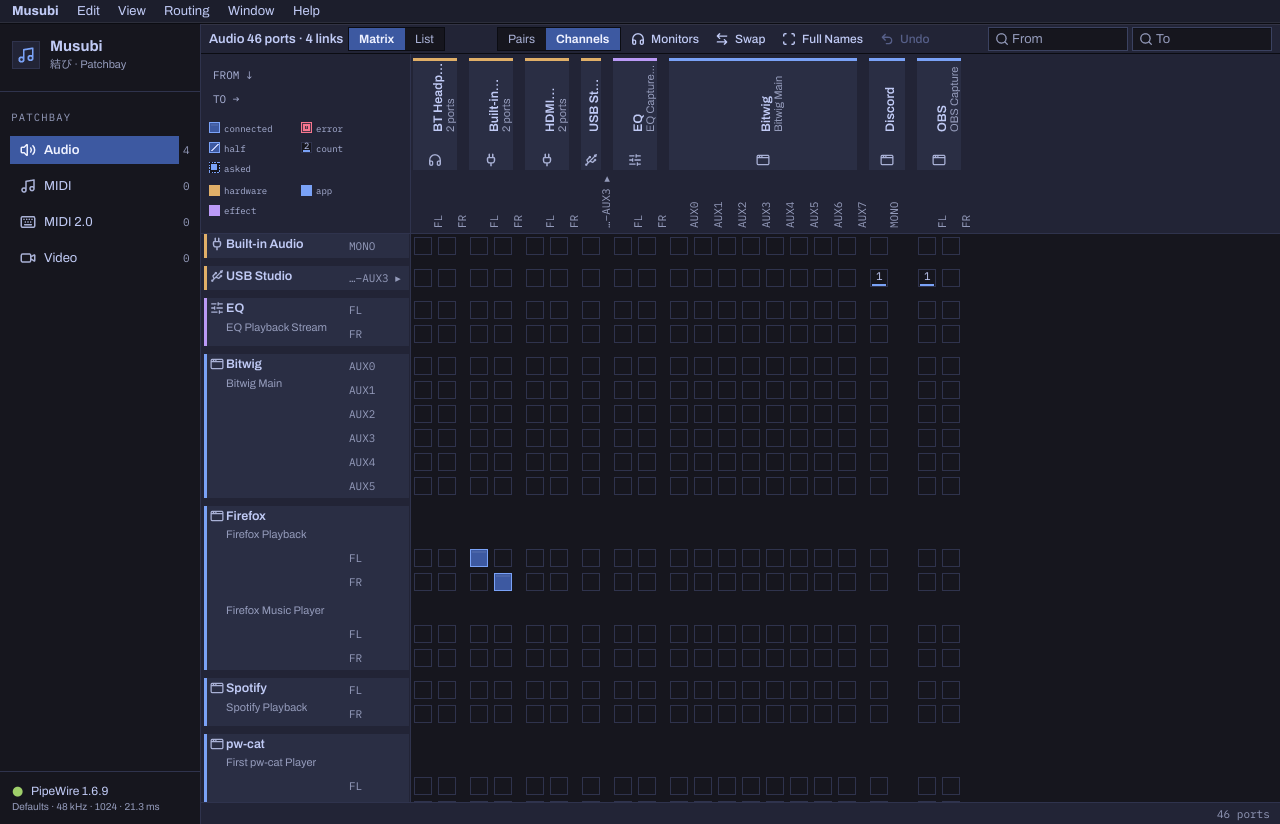 Musubi Edit View Routing Window Help
Musubi
結び · Patchbay
PATCHBAY
Audio 4
MIDI 0
MIDI 2.0 0
Video 0
PipeWire 1.6.9
Defaults · 48 kHz · 1024 · 21.3 ms
Audio 46 ports · 4 links Matrix List Pairs Channels Monitors Swap Full Names Undo From To
FROM ↓
TO →
connected error
half 2 count
asked
hardware app
effect
BT Headp…
2 ports
Built-in…
2 ports
HDMI…
2 ports
USB St…
EQ
EQ Capture…
Bitwig
Bitwig Main
Discord
OBS
OBS Capture
FL FR FL FR FL FR …–AUX3 ▸ FL FR AUX0 AUX1 AUX2 AUX3 AUX4 AUX5 AUX6 AUX7 MONO FL FR
Built-in Audio MONO
USB Studio …–AUX3 ▸ 1 1
EQ FL
EQ Playback Stream FR
Bitwig AUX0
Bitwig Main AUX1
AUX2
AUX3
AUX4
AUX5
Firefox
Firefox Playback
FL
FR
Firefox Music Player
FL
FR
Spotify FL
Spotify Playback FR
pw-cat
First pw-cat Player
FL
46 ports